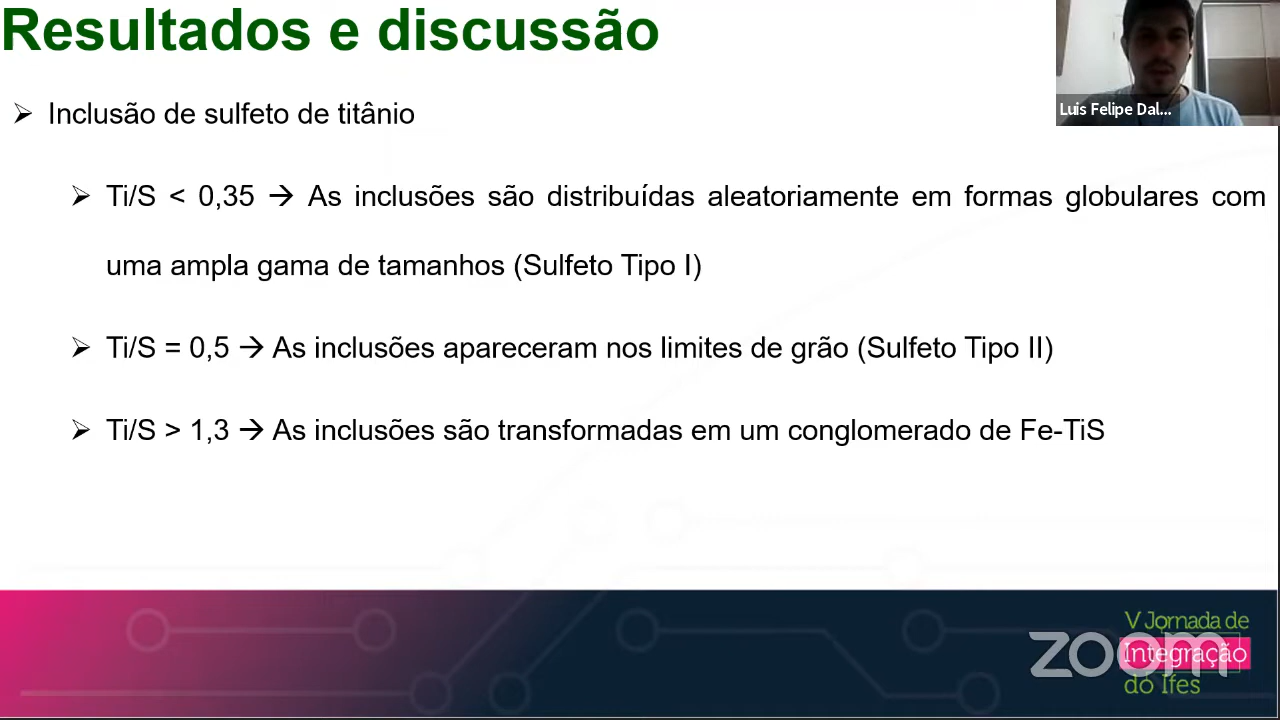 Resultados e discussão
Luis Felipe Dal...
➢ Inclusão de sulfeto de titânio
➢ Ti/S < 0,35 → As inclusões são distribuídas aleatoriamente em formas globulares com
uma ampla gama de tamanhos (Sulfeto Tipo I)
➢ Ti/S = 0,5 → As inclusões apareceram nos limites de grão (Sulfeto Tipo II)
➢ Ti/S > 1,3 → As inclusões são transformadas em um conglomerado de Fe-TiS
V Jornada de
Integração
do Ifes
zoom